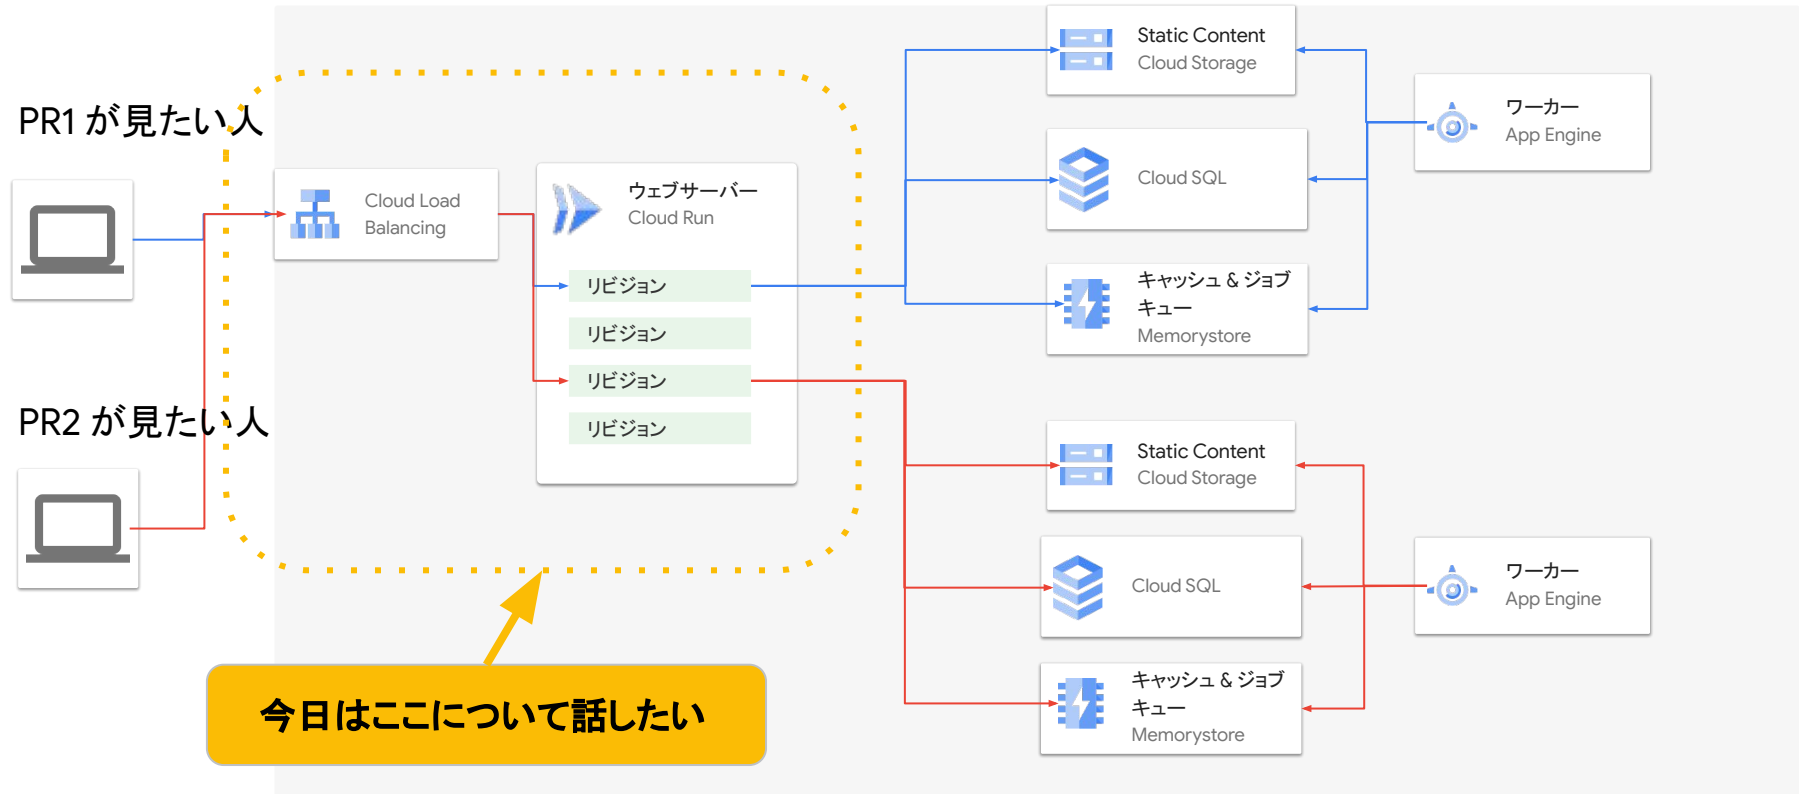 PR1 が見たい人
Cloud Load
Balancing
ウェブサーバー
Cloud Run
リビジョン
リビジョン
リビジョン
リビジョン
Static Content
Cloud Storage
Cloud SQL
キャッシュ & ジョブ
キュー
Memorystore
ワーカー
App Engine
PR2 が見たい人
Static Content
Cloud Storage
Cloud SQL
キャッシュ & ジョブ
キュー
Memorystore
ワーカー
App Engine
今日はここについて話したい